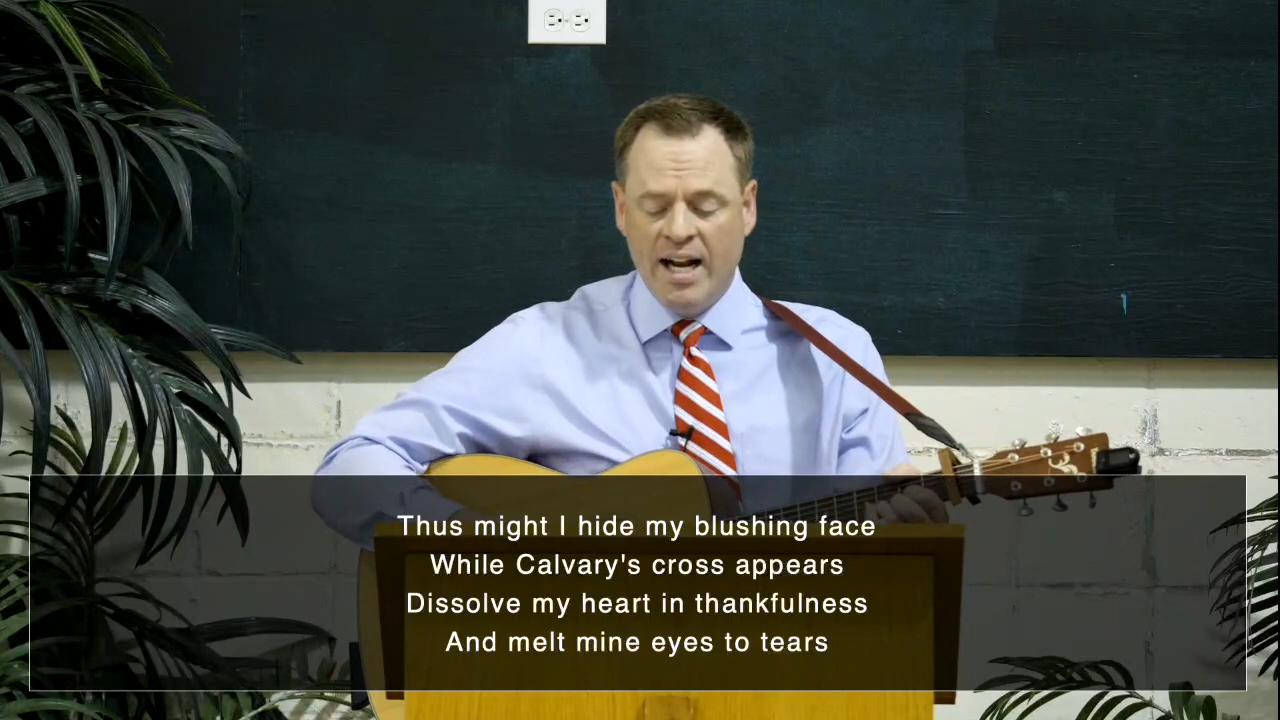 Thus might I hide my blushing face
While Calvary's cross appears
Dissolve my heart in thankfulness
And melt mine eyes to tears